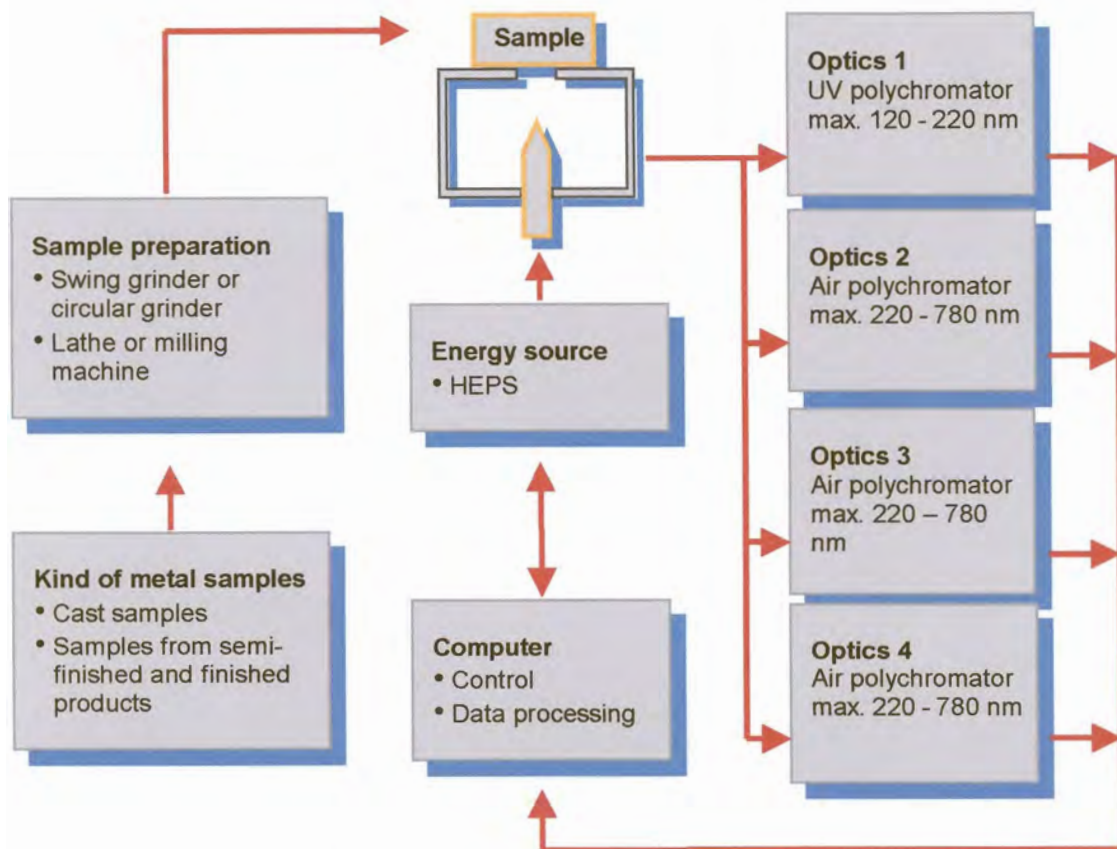 Sample
Optics 1
UV polychromator
max. 120 - 220 nm
Sample preparation
• Swing grinder or
circular grinder
• Lathe or milling
machine
Optics 2
Air polychromator
max. 220 - 780 nm
Energy source
• HEPS
Optics 3
Air polychromator
max. 220 – 780
nm
Kind of metal samples
• Cast samples
• Samples from semi-
finished and finished
products
Computer
• Control
• Data processing
Optics 4
Air polychromator
max. 220 - 780 nm